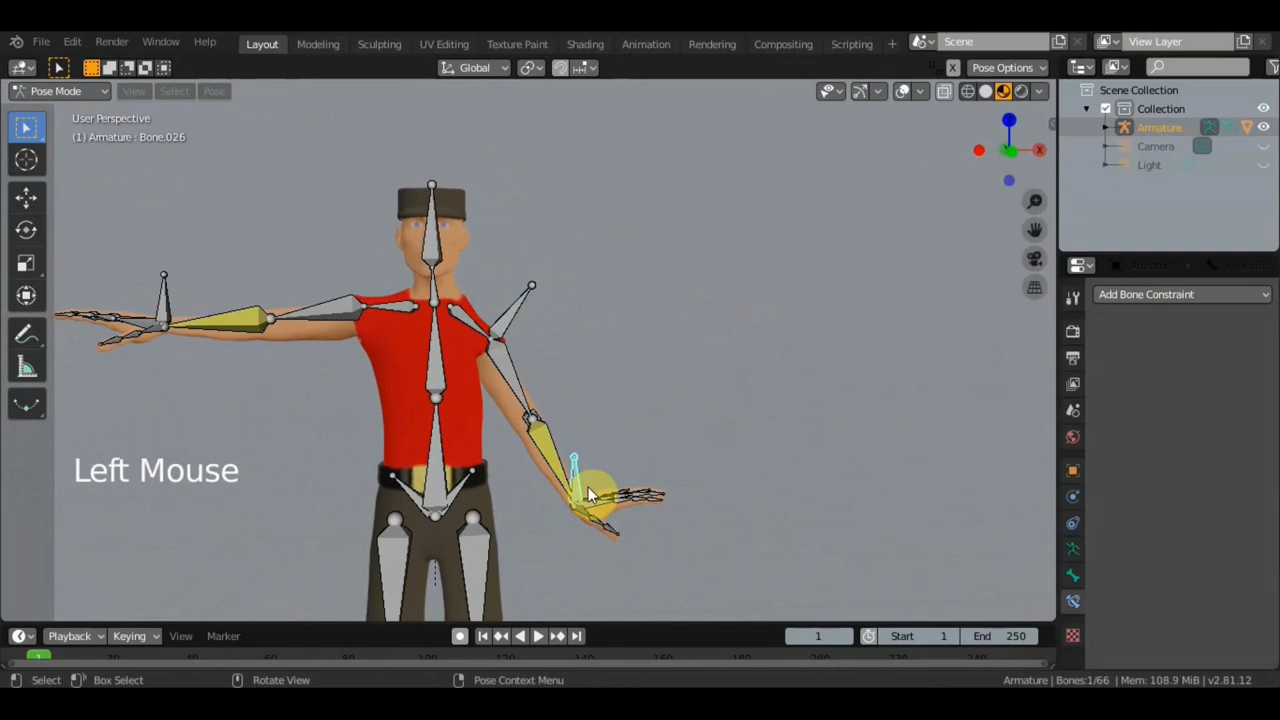 File Edit Render Window Help Layout Modeling Sculpting UV Editing Texture Paint Shading Animation Rendering Compositing Scripting + Scene View Layer
Global X Pose Options
Pose Mode View Select Pose
Scene Collection
User Perspective
Collection
(1) Armature : Bone.026
Armature
Camera
Light
X
Add Bone Constraint
Left Mouse
Playback Keying View Marker 1 Start 1 End 250
Select Box Select Rotate View Pose Context Menu Armature | Bones:1/66 | Mem: 108.9 MiB | v2.81.12